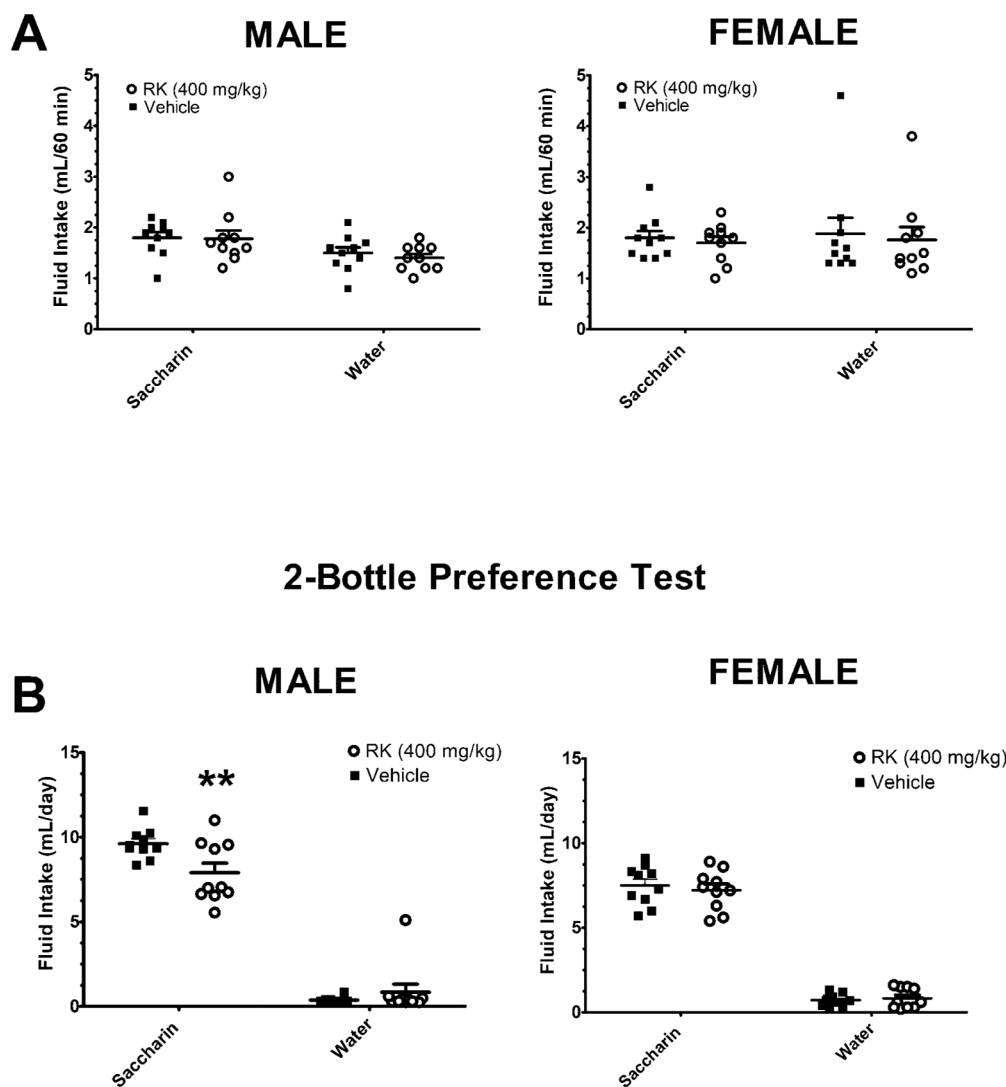 A
MALE
FEMALE
Fluid Intake (mL/60 min)
5
4
3
2
1
0
RK (400 mg/kg)
Vehicle
Saccharin
Water
Fluid Intake (mL/60 min)
5
4
3
2
1
0
RK (400 mg/kg)
Vehicle
Saccharin
Water
2-Bottle Preference Test
B
MALE
FEMALE
Fluid Intake (mL/day)
15
10
5
0
RK (400 mg/kg)
Vehicle
**
Saccharin
Water
Fluid Intake (mL/day)
15
10
5
0
RK (400 mg/kg)
Vehicle
Saccharin
Water